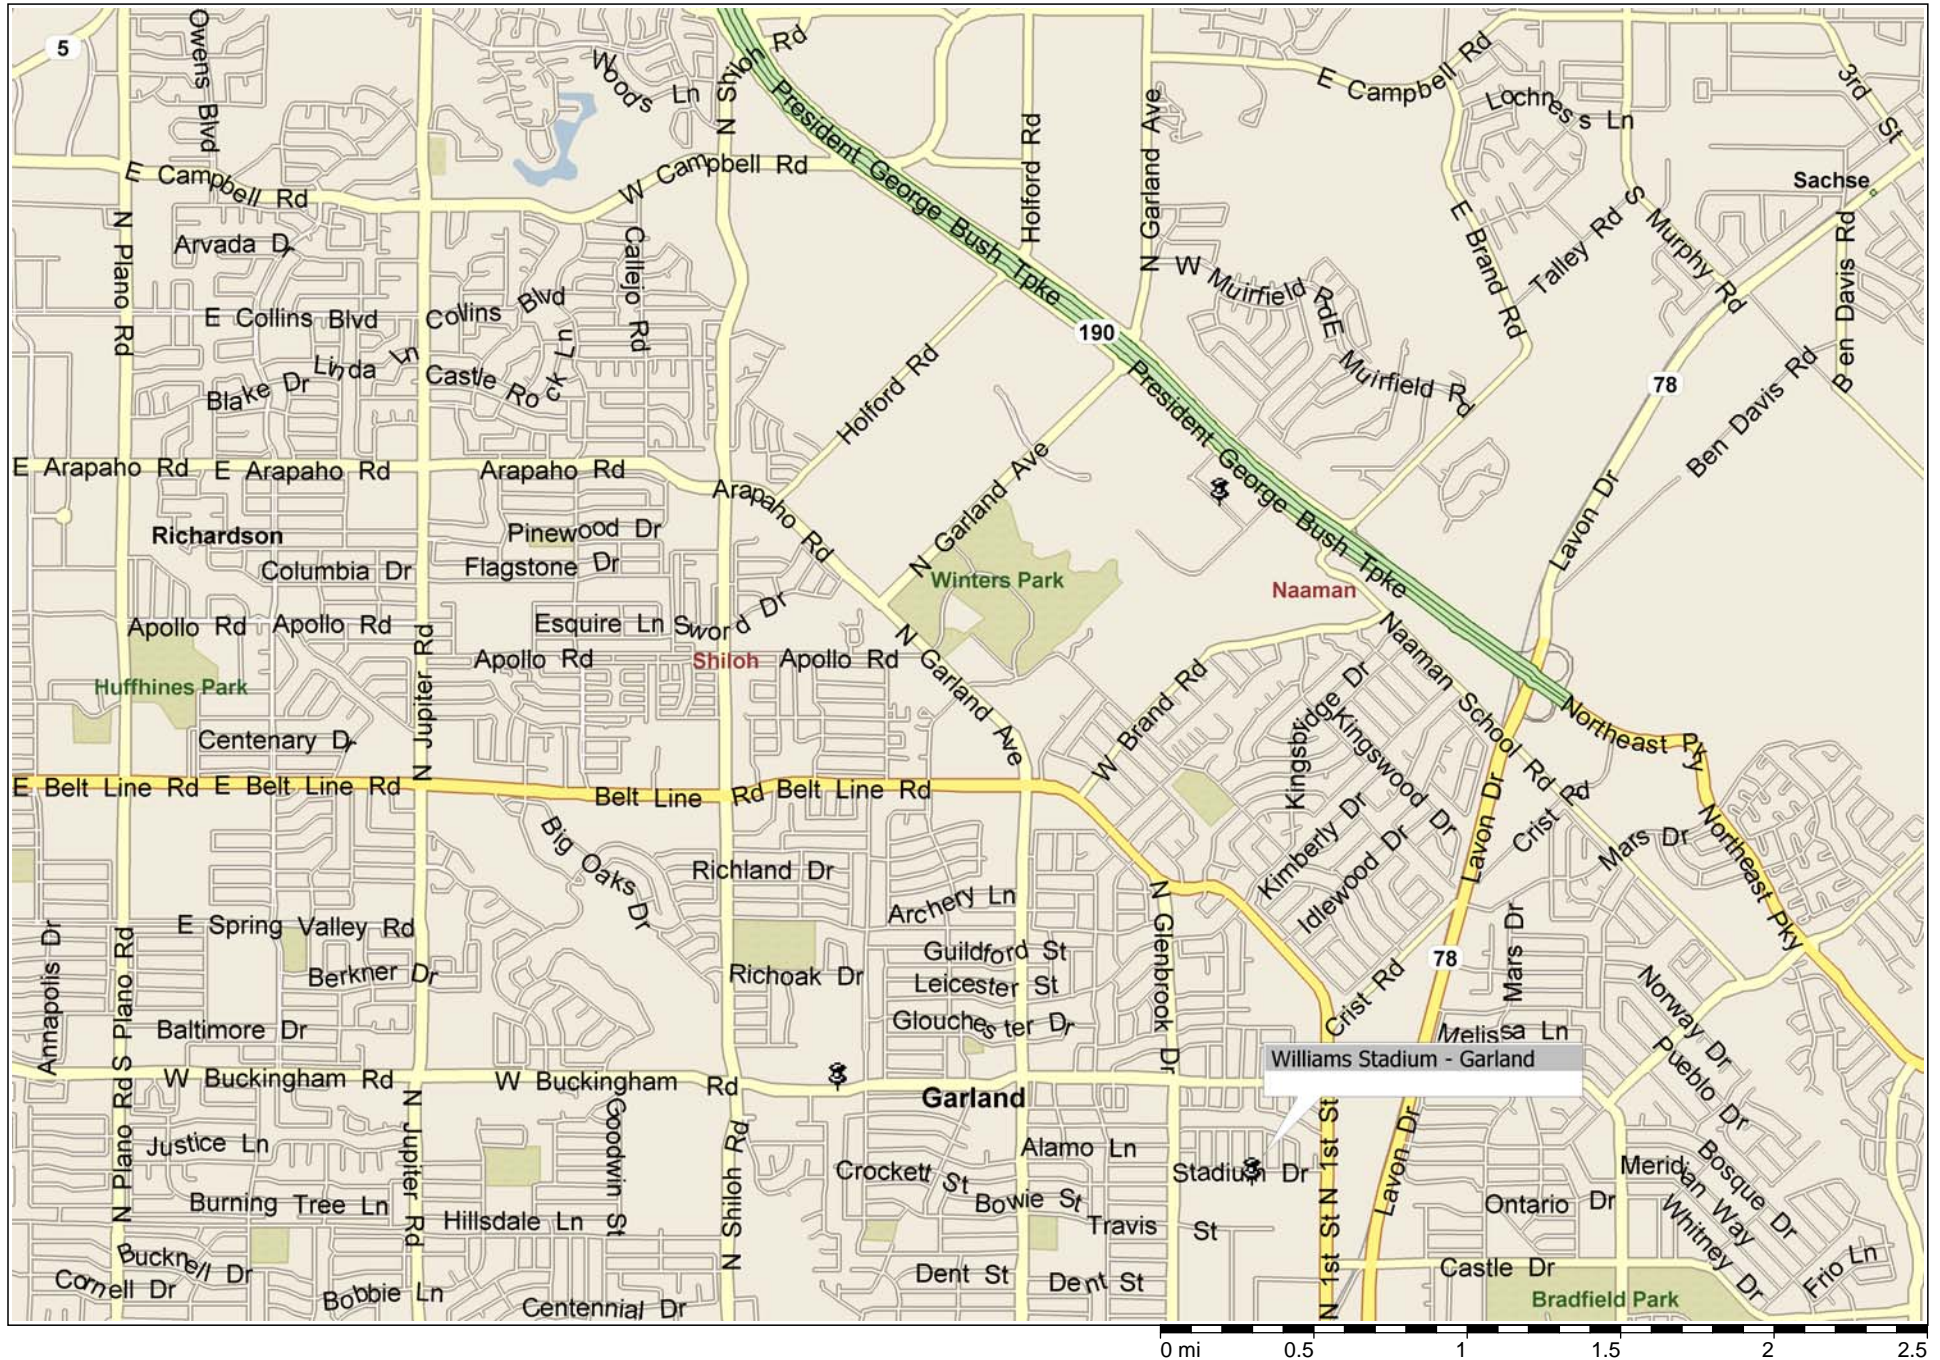 5
Owens Blvd
Woods Ln
N Shiloh Rd
President George Bush Tpke
Holford Rd
N Garland Ave
E Campbell Rd
Lochness Ln
3rd St
E Campbell Rd
W Campbell Rd
Sachse
N Plano Rd
Arvada Dr
Callejo Rd
W Muirfield Rd
E Muirfield Rd
E Brand Rd
Talley Rd
S Murphy Rd
Ben Davis Rd
E Collins Blvd
Collins Blvd
190
Linda Ln
Blake Dr
Castle Rock Ln
Holford Rd
President George Bush Tpke
78
Ben Davis Rd
E Arapaho Rd
E Arapaho Rd
Arapaho Rd
Arapaho Rd
N Garland Ave
Lavon Dr
Richardson
Pinewood Dr
Columbia Dr
Flagstone Dr
Winters Park
Naaman
Apollo Rd
Apollo Rd
Esquire Ln
Sword Dr
Apollo Rd
Shiloh
Apollo Rd
N Garland Ave
Naaman School Rd
Huffhines Park
N Jupiter Rd
W Brand Rd
Kingsbridge Dr
Kingswood Dr
Northeast Pky
Centenary Dr
E Belt Line Rd
E Belt Line Rd
Belt Line Rd
Belt Line Rd
Lavon Dr
Crist Rd
Northeast Pky
Big Oaks Dr
Richland Dr
Kimberly Dr
Idlewood Dr
Mars Dr
Archery Ln
N Glenbrook Dr
Mars Dr
Annapolis Dr
E Spring Valley Rd
S Plano Rd
Berkner Dr
Guildford St
Richoak Dr
Leicester St
78
Crist Rd
Norway Dr
Baltimore Dr
Glouchester Dr
Melissa Ln
Williams Stadium - Garland
Pueblo Dr
W Buckingham Rd
W Buckingham Rd
Garland
N Plano Rd
N Jupiter Rd
Goodwin St
N Shiloh Rd
Justice Ln
Alamo Ln
Crockett St
Stadium Dr
N 1st St
N 1st St
Lavon Dr
Meridian Way
Bosque Dr
Burning Tree Ln
Hillsdale Ln
Bowie St
Travis St
Ontario Dr
Whitney Dr
Bucknell Dr
Cornell Dr
Bobbie Ln
Centennial Dr
Dent St
Dent St
Castle Dr
Frio Ln
Bradfield Park
0 mi 0.5 1 1.5 2 2.5